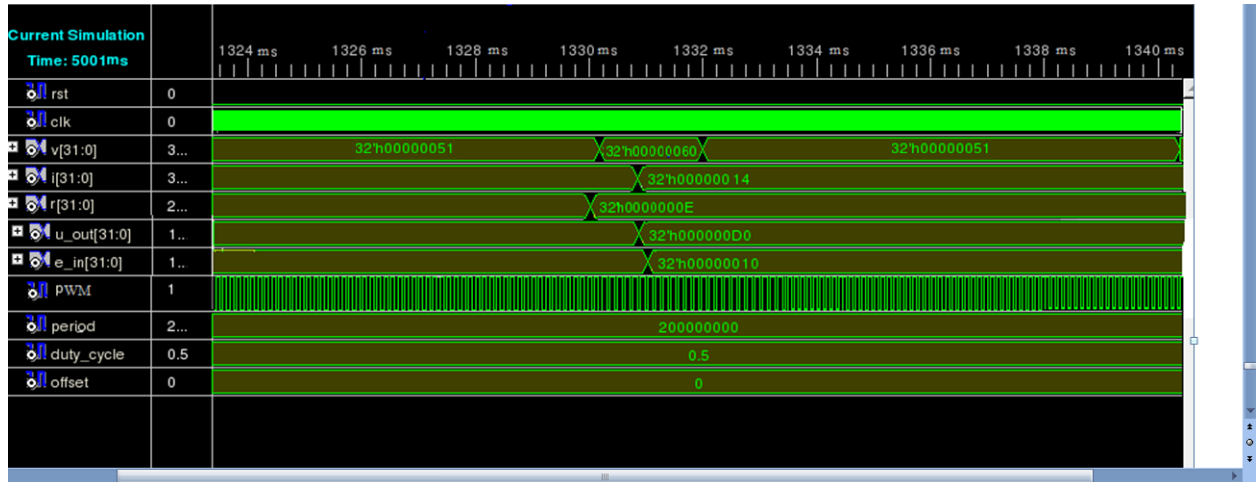 Current Simulation
Time: 5001ms
1324 ms 1326 ms 1328 ms 1330 ms 1332 ms 1334 ms 1336 ms 1338 ms 1340 ms
rst 0
clk 0
v[31:0] 3... 32'h00000051 32'h00000060 32'h00000051
i[31:0] 3... 32'h00000014
r[31:0] 2... 32'h0000000E
u_out[31:0] 1... 32'h000000D0
e_in[31:0] 1... 32'h00000010
PWM 1
period 2... 200000000
duty_cycle 0.5 0.5
offset 0 0